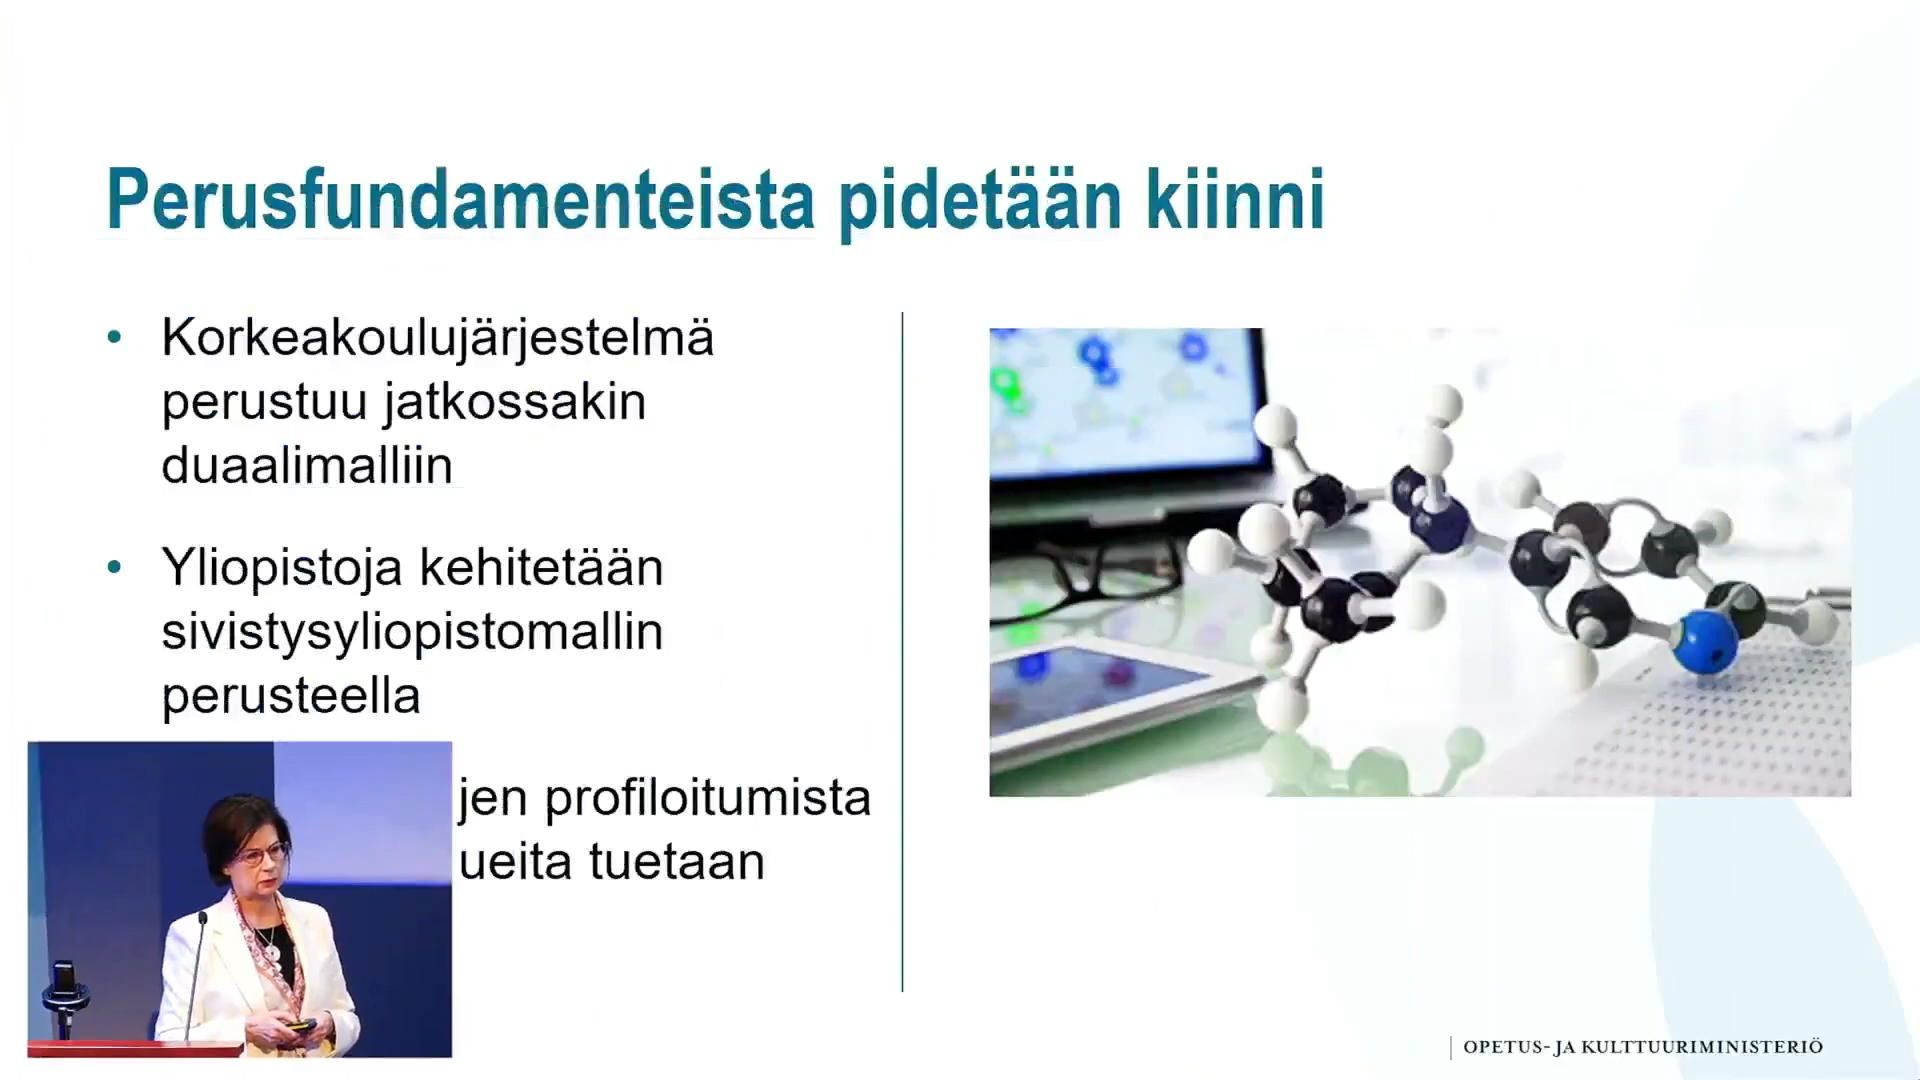 Perusfundamenteista pidetään kiinni
• Korkeakoulujärjestelmä
perustuu jatkossakin
duaalimalliin
• Yliopistoja kehitetään
sivistysyliopistomallin
perusteella
jen profiloitumista
ueita tuetaan
OPETUS- JA KULTTUURIMINISTERIÖ